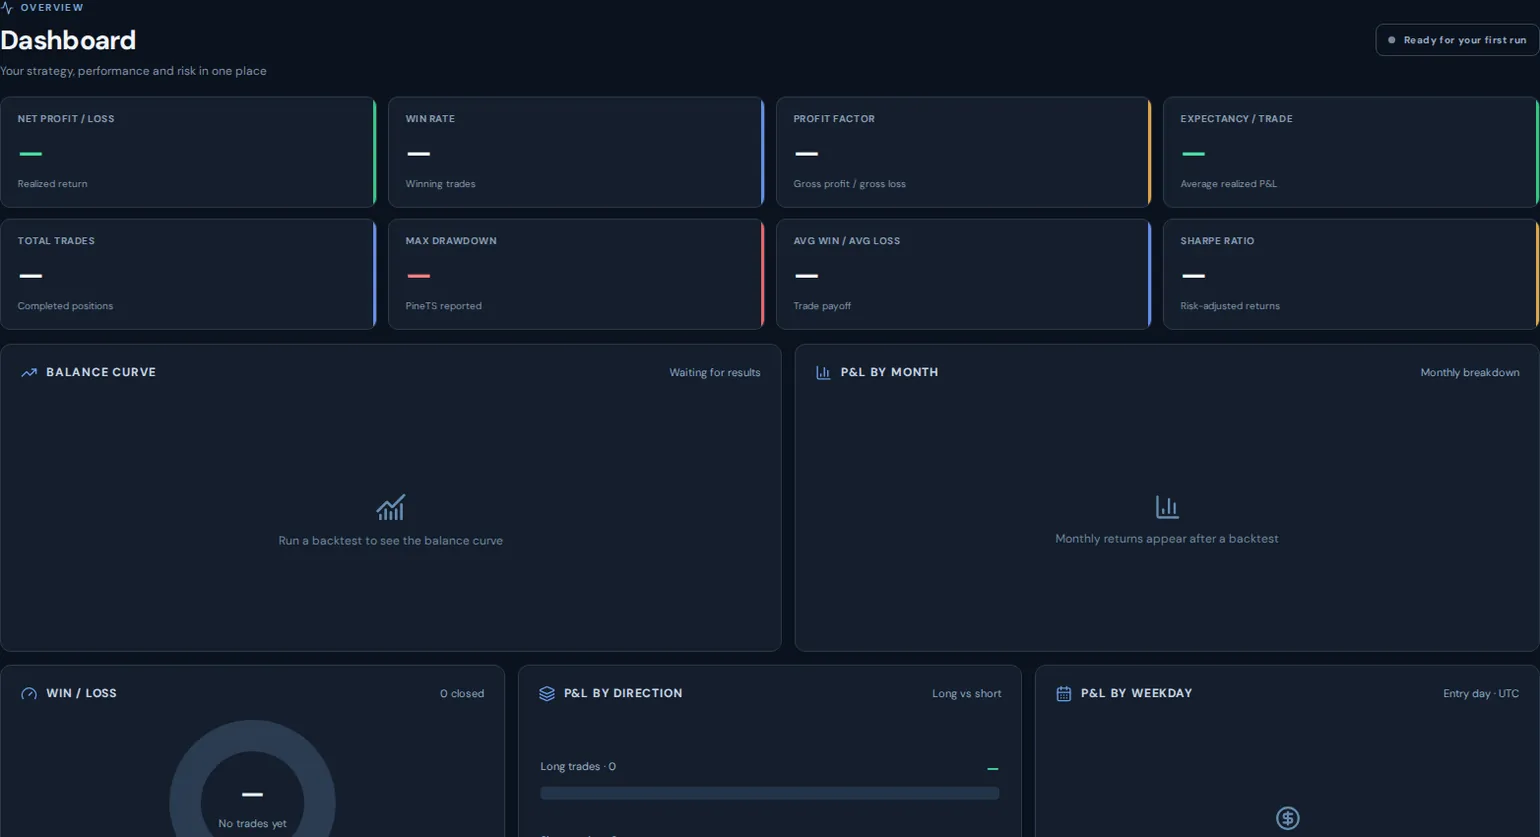 OVERVIEW
Dashboard
Ready for your first run
Your strategy, performance and risk in one place
NET PROFIT / LOSS
—
Realized return
WIN RATE
—
Winning trades
PROFIT FACTOR
—
Gross profit / gross loss
EXPECTANCY / TRADE
—
Average realized P&L
TOTAL TRADES
—
Completed positions
MAX DRAWDOWN
—
PineTS reported
AVG WIN / AVG LOSS
—
Trade payoff
SHARPE RATIO
—
Risk-adjusted returns
BALANCE CURVE
Waiting for results
Run a backtest to see the balance curve
P&L BY MONTH
Monthly breakdown
Monthly returns appear after a backtest
WIN / LOSS
0 closed
—
No trades yet
P&L BY DIRECTION
Long vs short
Long trades · 0
—
P&L BY WEEKDAY
Entry day · UTC